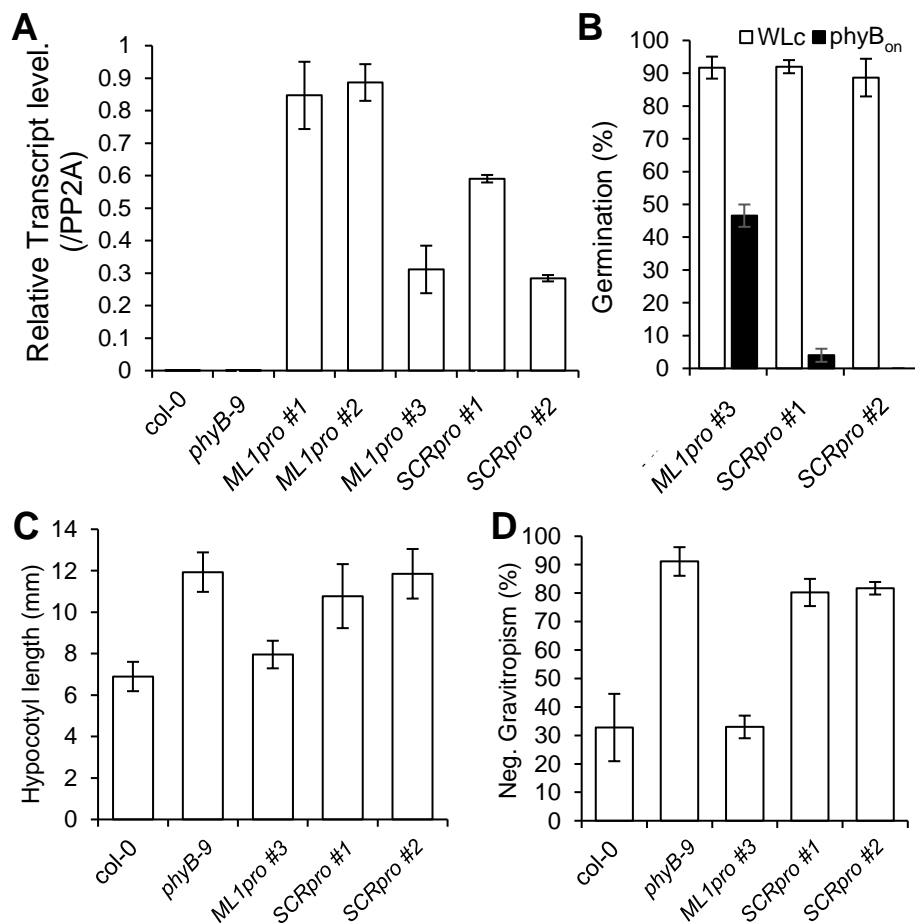 A
Relative Transcript level.
(/PP2A)
1
0.9
0.8
0.7
0.6
0.5
0.4
0.3
0.2
0.1
0
col-0
phyB-9
ML1pro #1
ML1pro #2
ML1pro #3
SCRpro #1
SCRpro #2
B
WLc phyBon
Germination (%)
100
90
80
70
60
50
40
30
20
10
0
ML1pro #3
SCRpro #1
SCRpro #2
C
Hypocotyl length (mm)
14
12
10
8
6
4
2
0
col-0
phyB-9
ML1pro #3
SCRpro #1
SCRpro #2
D
Neg. Gravitropism (%)
100
90
80
70
60
50
40
30
20
10
0
col-0
phyB-9
ML1pro #3
SCRpro #1
SCRpro #2